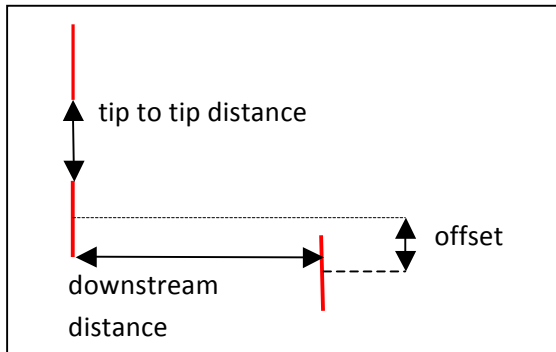 tip to tip distance
offset
downstream
distance